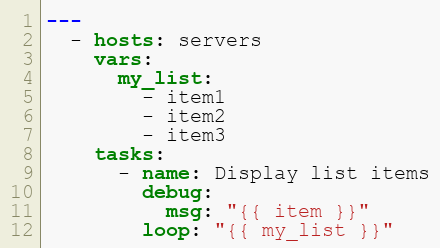 1 ---
2   - hosts: servers
3     vars:
4       my_list:
5         - item1
6         - item2
7         - item3
8     tasks:
9       - name: Display list items
10         debug:
11           msg: "{{ item }}"
12         loop: "{{ my_list }}"